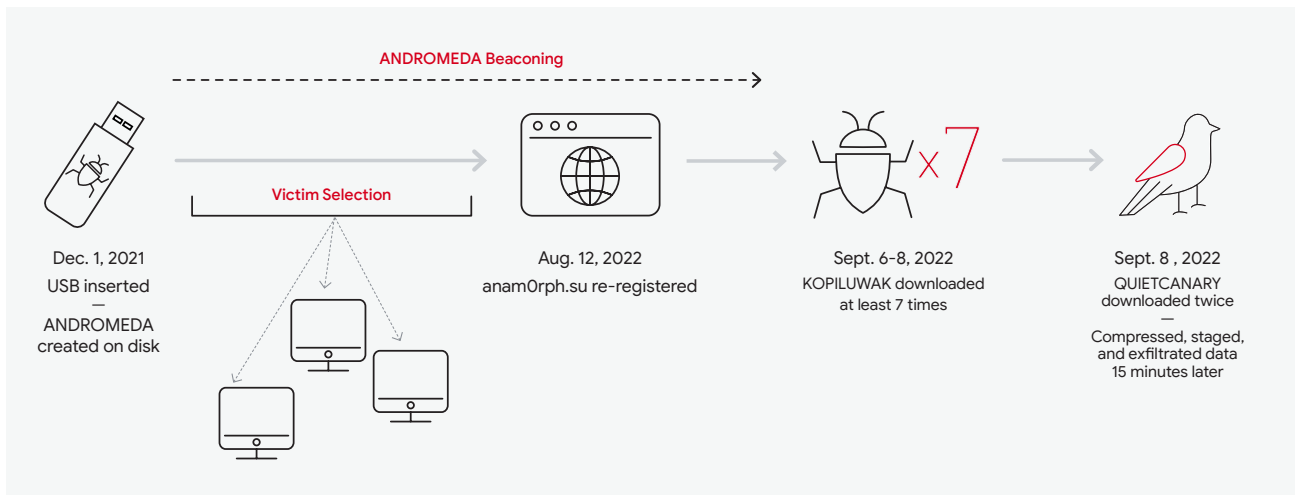 ANDROMEDA Beaconing
Victim Selection
x7
Dec. 1, 2021
USB inserted
—
ANDROMEDA
created on disk
Aug. 12, 2022
anam0rph.su re-registered
Sept. 6-8, 2022
KOPILUWAK downloaded
at least 7 times
Sept. 8 , 2022
QUIETCANARY
downloaded twice
—
Compressed, staged,
and exfiltrated data
15 minutes later